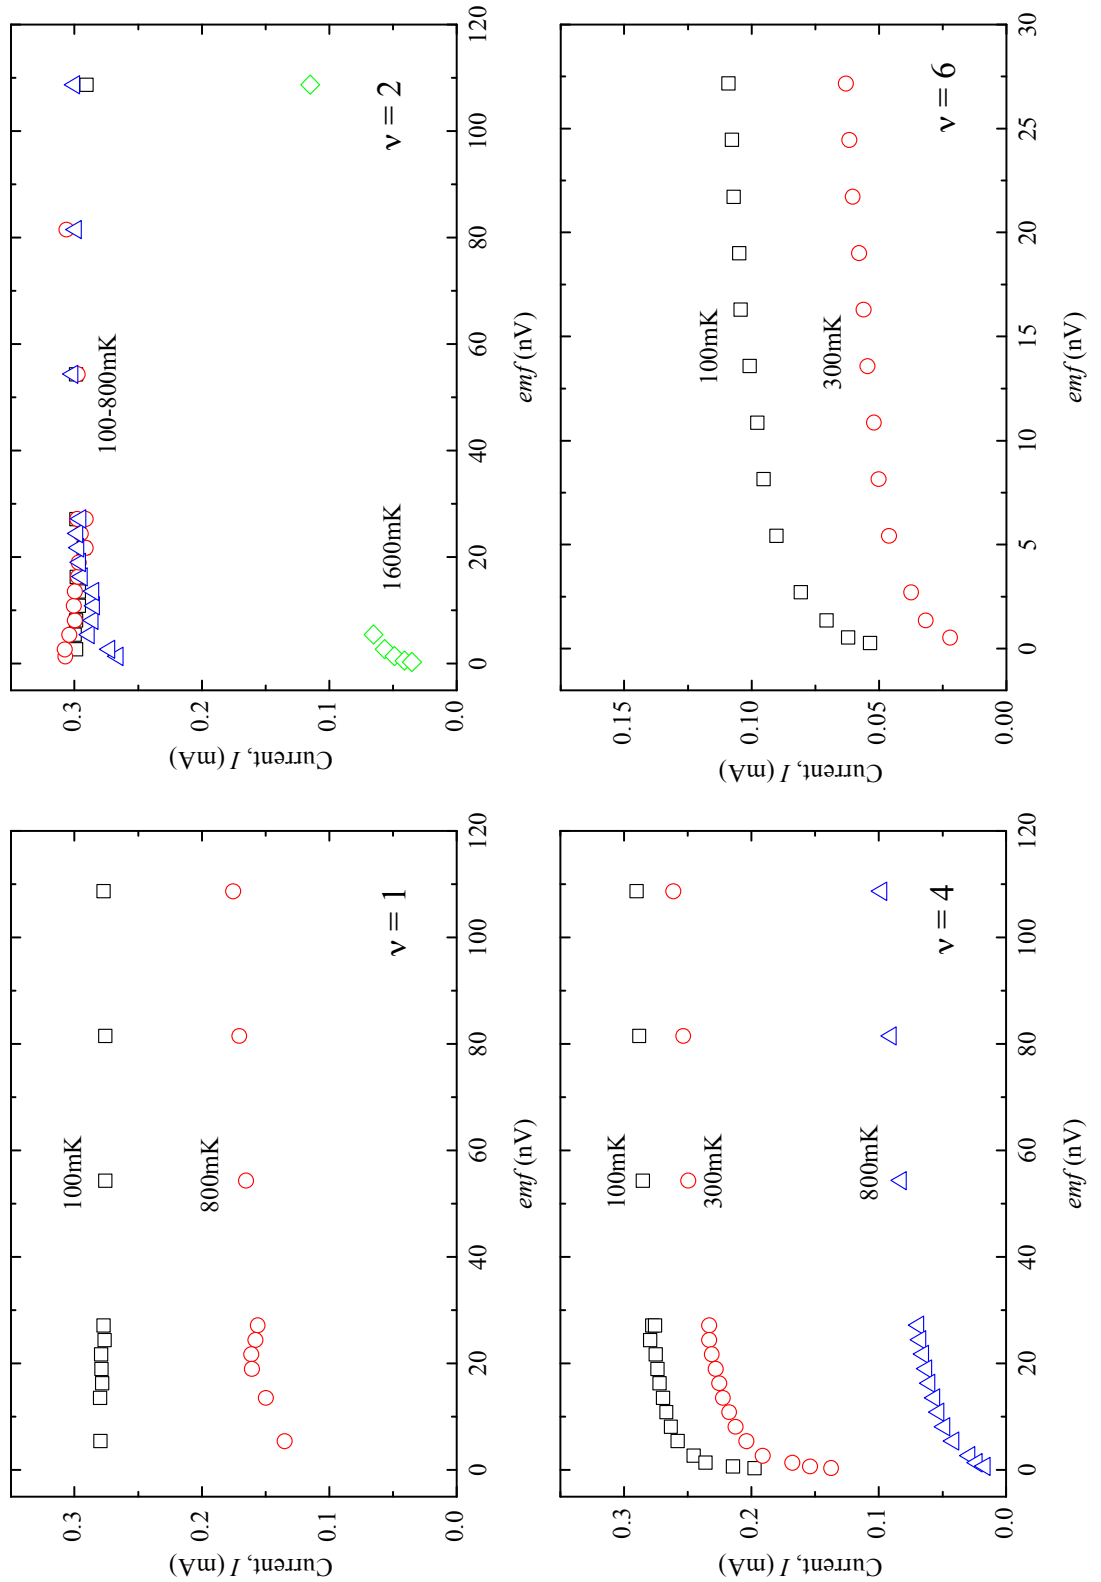 0.3
0.2
0.1
0.0
Current, I (mA)
100mK
800mK
ν = 1
0 20 40 60 80 100 120
emf (nV)
0.3
0.2
0.1
0.0
Current, I (mA)
100-800mK
1600mK
ν = 2
0 20 40 60 80 100 120
emf (nV)
0.3
0.2
0.1
0.0
Current, I (mA)
100mK
300mK
800mK
ν = 4
0 20 40 60 80 100 120
emf (nV)
0.15
0.10
0.05
0.00
Current, I (mA)
100mK
300mK
ν = 6
0 5 10 15 20 25 30
emf (nV)